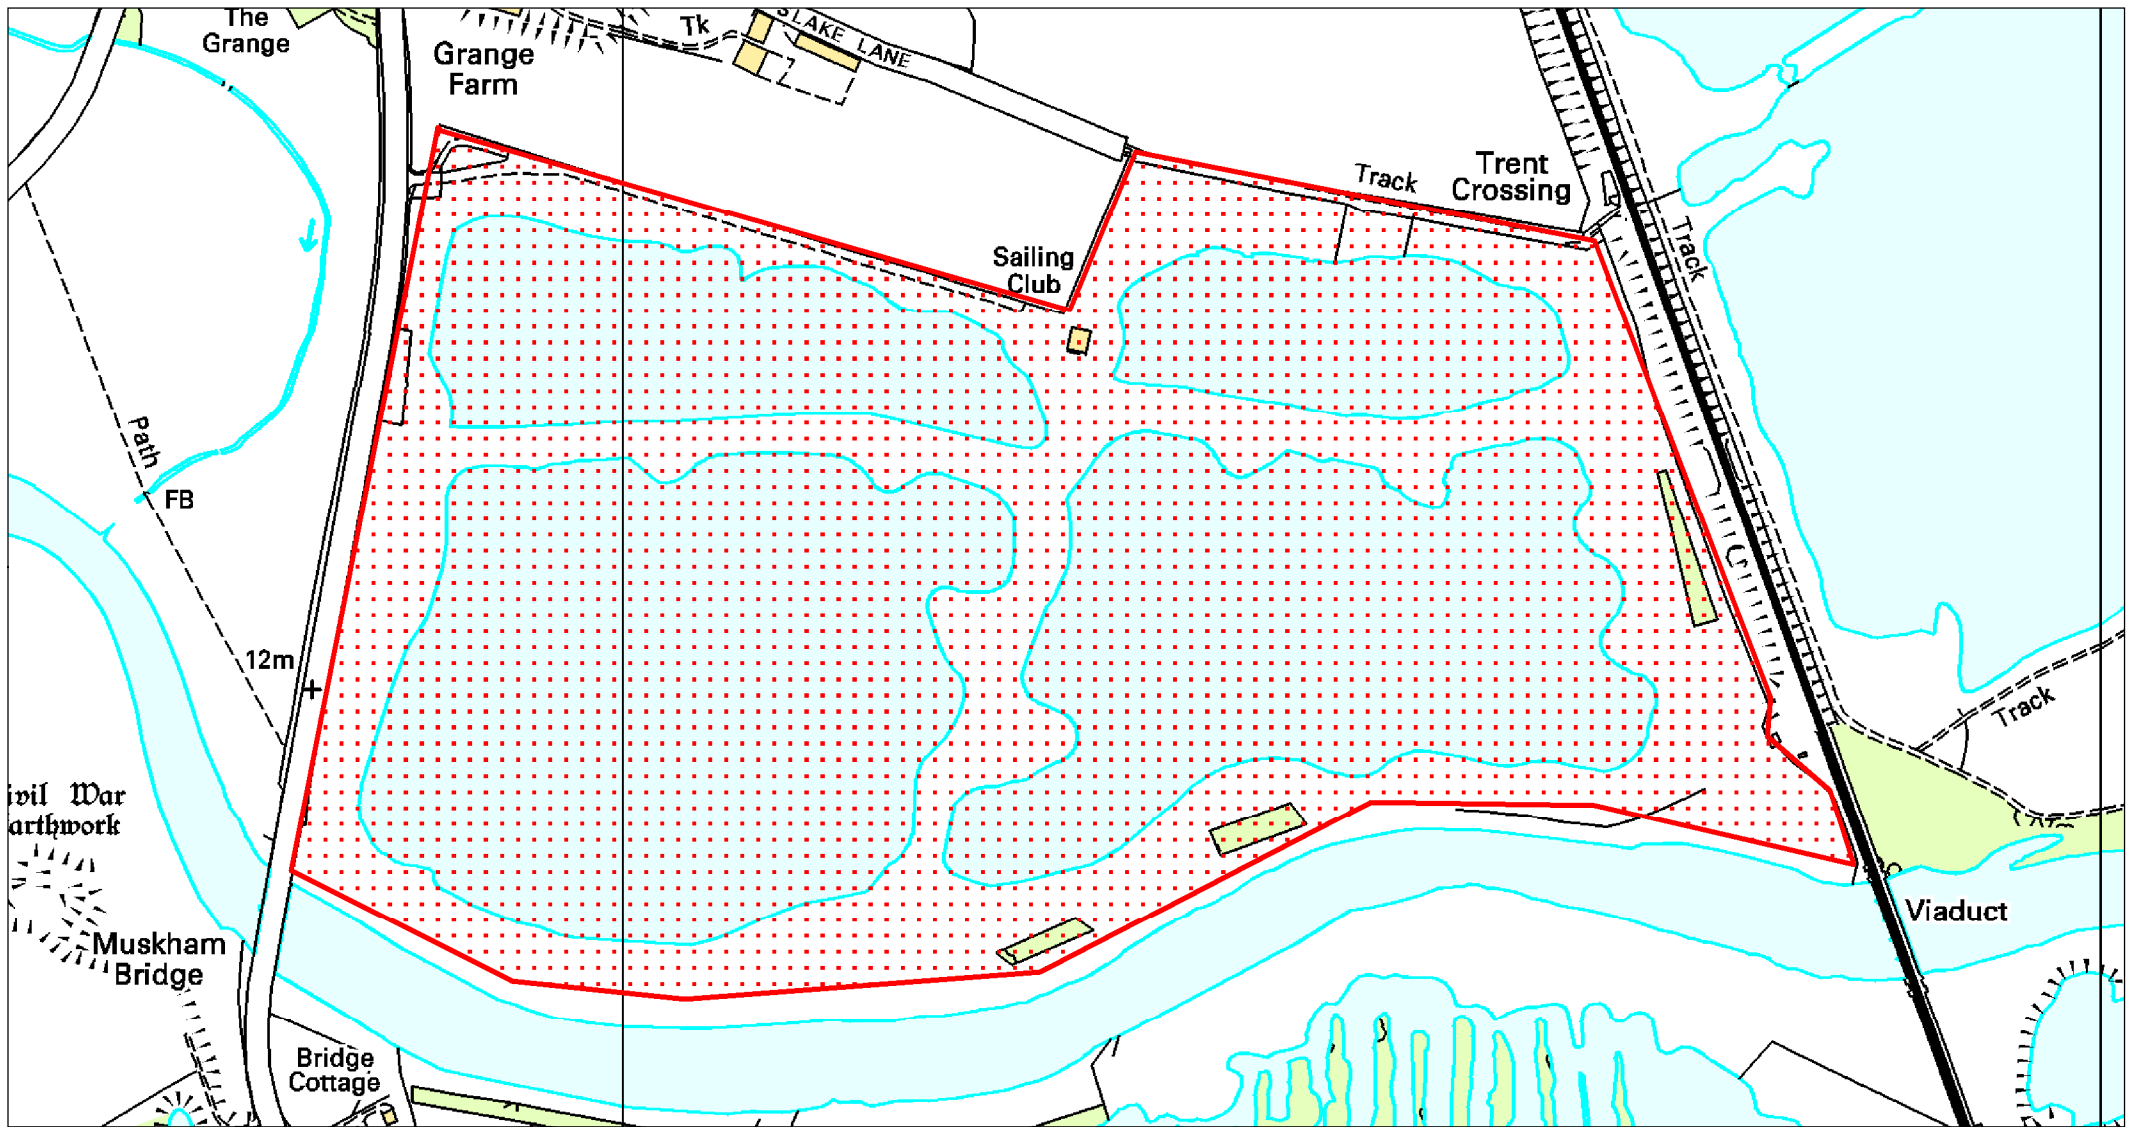 The
Grange
Grange
Farm
Tk
SLAKE LANE
Track
Trent
Crossing
Track
Sailing
Club
Path
FB
12m
Track
ivil War
arthwork
Muskham
Bridge
Viaduct
Bridge
Cottage